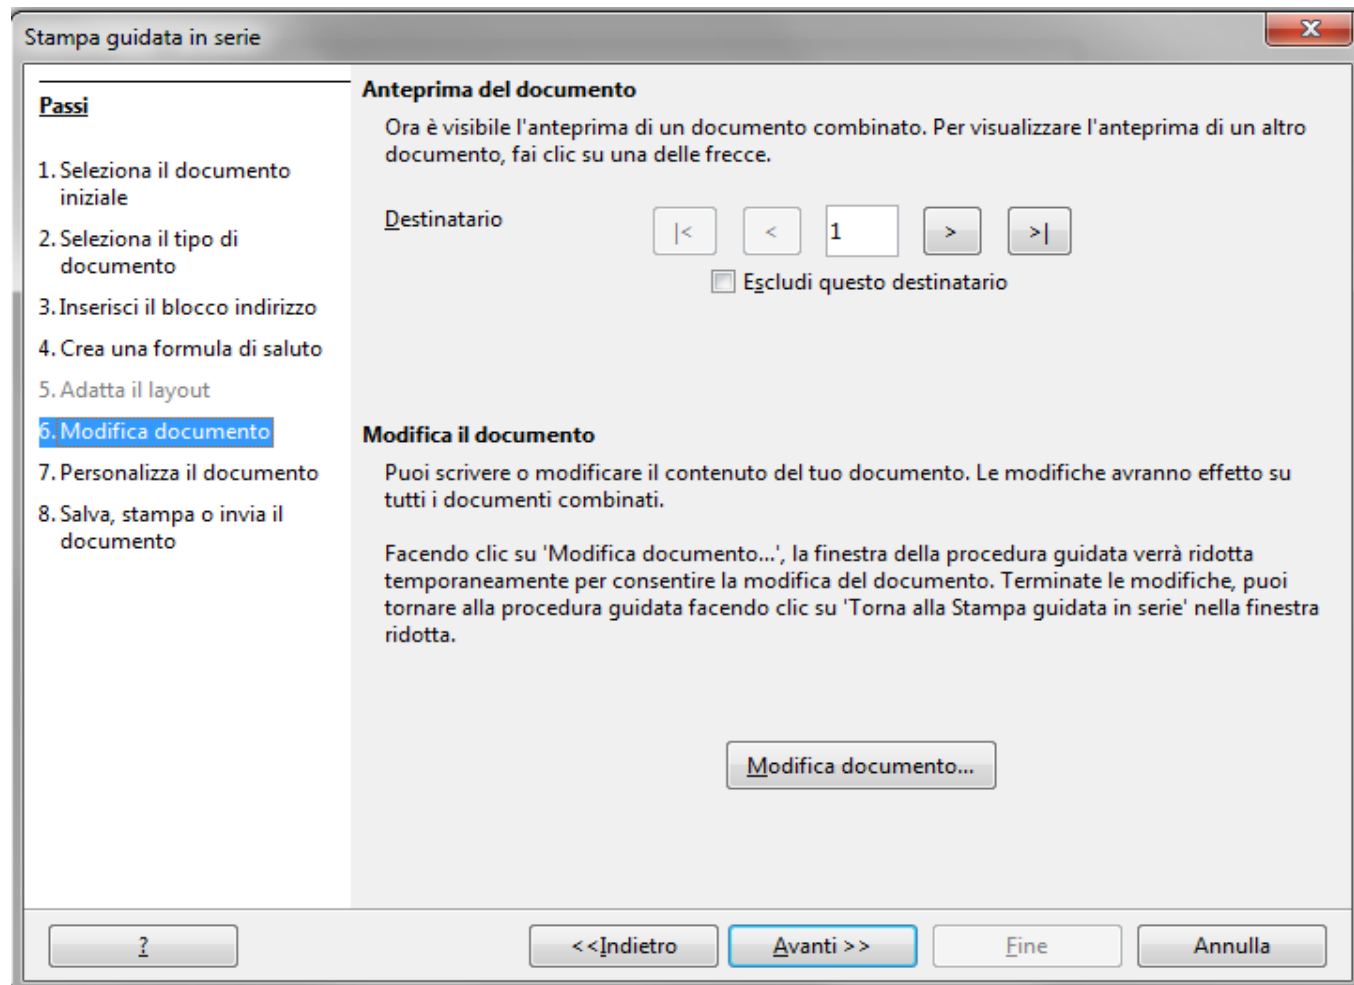 Stampa guidata in serie
X
Passi
1. Seleziona il documento
iniziale
2. Seleziona il tipo di
documento
3. Inserisci il blocco indirizzo
4. Crea una formula di saluto
5. Adatta il layout
6. Modifica documento
7. Personalizza il documento
8. Salva, stampa o invia il
documento
Anteprima del documento
Ora è visibile l'anteprima di un documento combinato. Per visualizzare l'anteprima di un altro
documento, fai clic su una delle frecce.
Destinatario |< < 1 > >|
Escludi questo destinatario
Modifica il documento
Puoi scrivere o modificare il contenuto del tuo documento. Le modifiche avranno effetto su
tutti i documenti combinati.
Facendo clic su 'Modifica documento...', la finestra della procedura guidata verrà ridotta
temporaneamente per consentire la modifica del documento. Terminate le modifiche, puoi
tornare alla procedura guidata facendo clic su 'Torna alla Stampa guidata in serie' nella finestra
ridotta.
Modifica documento...
? <<Indietro Avanti >> Fine Annulla